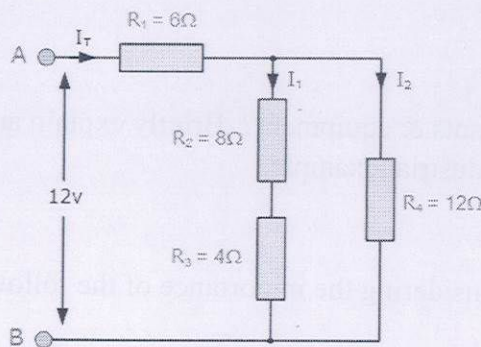 R₁ = 6Ω
A
I_T
I₁
I₂
R₂ = 8Ω
12v
R₄ = 12Ω
R₃ = 4Ω
B